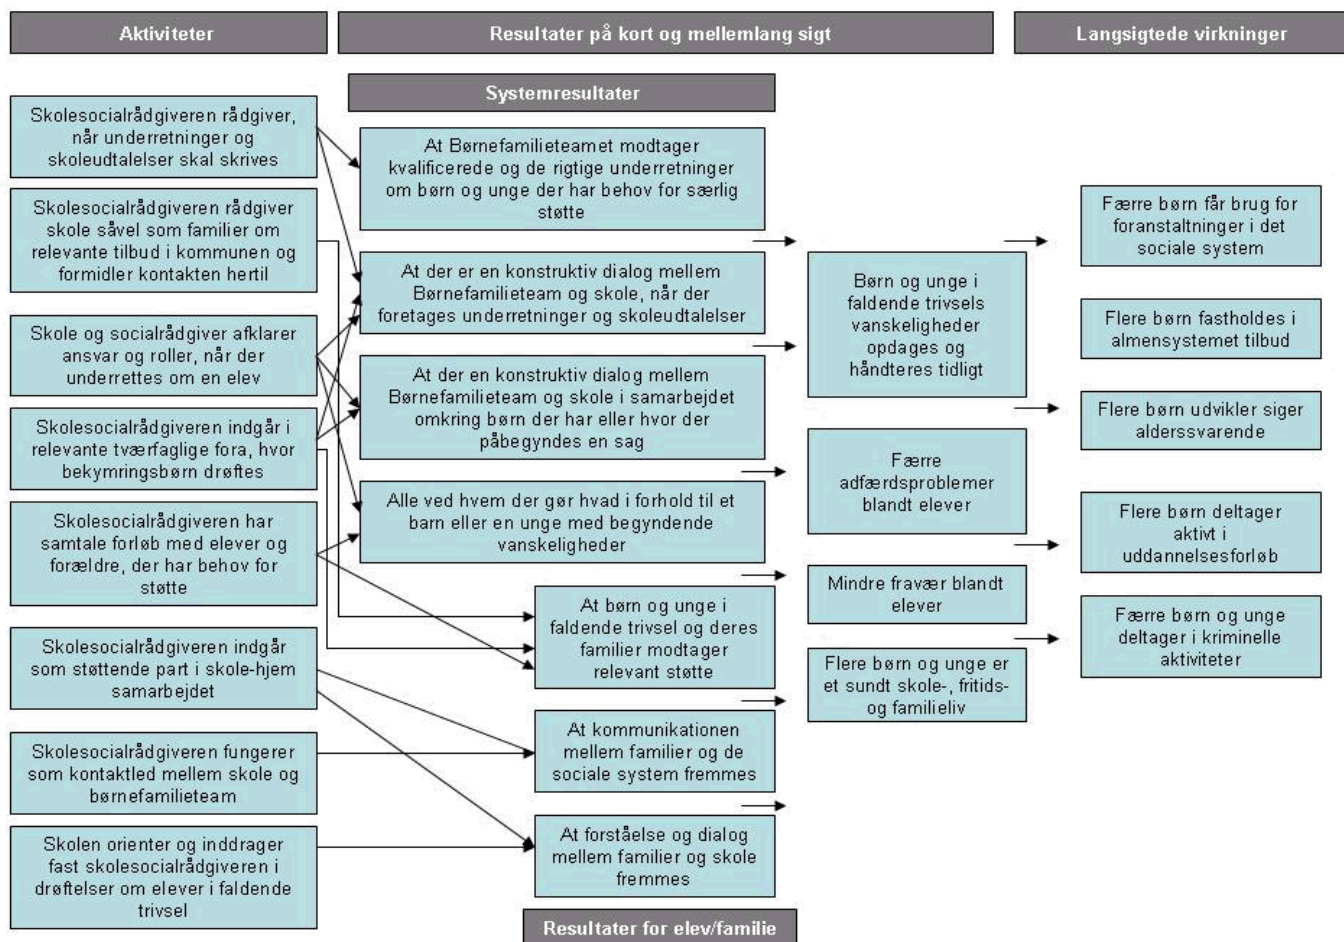 Aktiviteter
Resultater på kort og mellemlang sigt
Langsigtede virkninger
Systemresultater
Skolesocialrådgiveren rådgiver,
når underretninger og
skoleudtalelser skal skrives
Skolesocialrådgiveren rådgiver
skole såvel som familier om
relevante tilbud i kommunen og
formidler kontakten hertil
Skole og socialrådgiver afklarer
ansvar og roller, når der
underrettes om en elev
Skolesocialrådgiveren indgår i
relevante tværfaglige fora, hvor
bekymringsbørn drøftes
Skolesocialrådgiveren har
samtale forløb med elever og
forældre, der har behov for
støtte
Skolesocialrådgiveren indgår
som støttende part i skole-hjem
samarbejdet
Skolesocialrådgiveren fungerer
som kontaktled mellem skole og
børnefamilieteam
Skolen orienter og inddrager
fast skolesocialrådgiveren i
drøftelser om elever i faldende
trivsel
At Børnefamilieteamet modtager
kvalificerede og de rigtige underretninger
om børn og unge der har behov for særlig
støtte
At der er en konstruktiv dialog mellem
Børnefamilieteam og skole, når der
foretages underretninger og skoleudtalelser
At der en konstruktiv dialog mellem
Børnefamilieteam og skole i samarbejdet
omkring børn der har eller hvor der
påbegyndes en sag
Alle ved hvem der gør hvad i forhold til et
barn eller en unge med begyndende
vanskeligheder
At børn og unge i
faldende trivsel og deres
familier modtager
relevant støtte
At kommunikationen
mellem familier og de
sociale system fremmes
At forståelse og dialog
mellem familier og skole
fremmes
Resultater for elev/familie
Børn og unge i
faldende trivsels
vanskeligheder
opdages og
håndteres tidligt
Færre
adfærdsproblemer
blandt elever
Mindre fravær blandt
elever
Flere børn og unge er
et sundt skole-, fritids-
og familieliv
Færre børn får brug for
foranstaltninger i det
sociale system
Flere børn fastholdes i
almensystemet tilbud
Flere børn udvikler siger
alderssvarende
Flere børn deltager
aktivt i
uddannelsesforløb
Færre børn og unge
deltager i kriminelle
aktiviteter